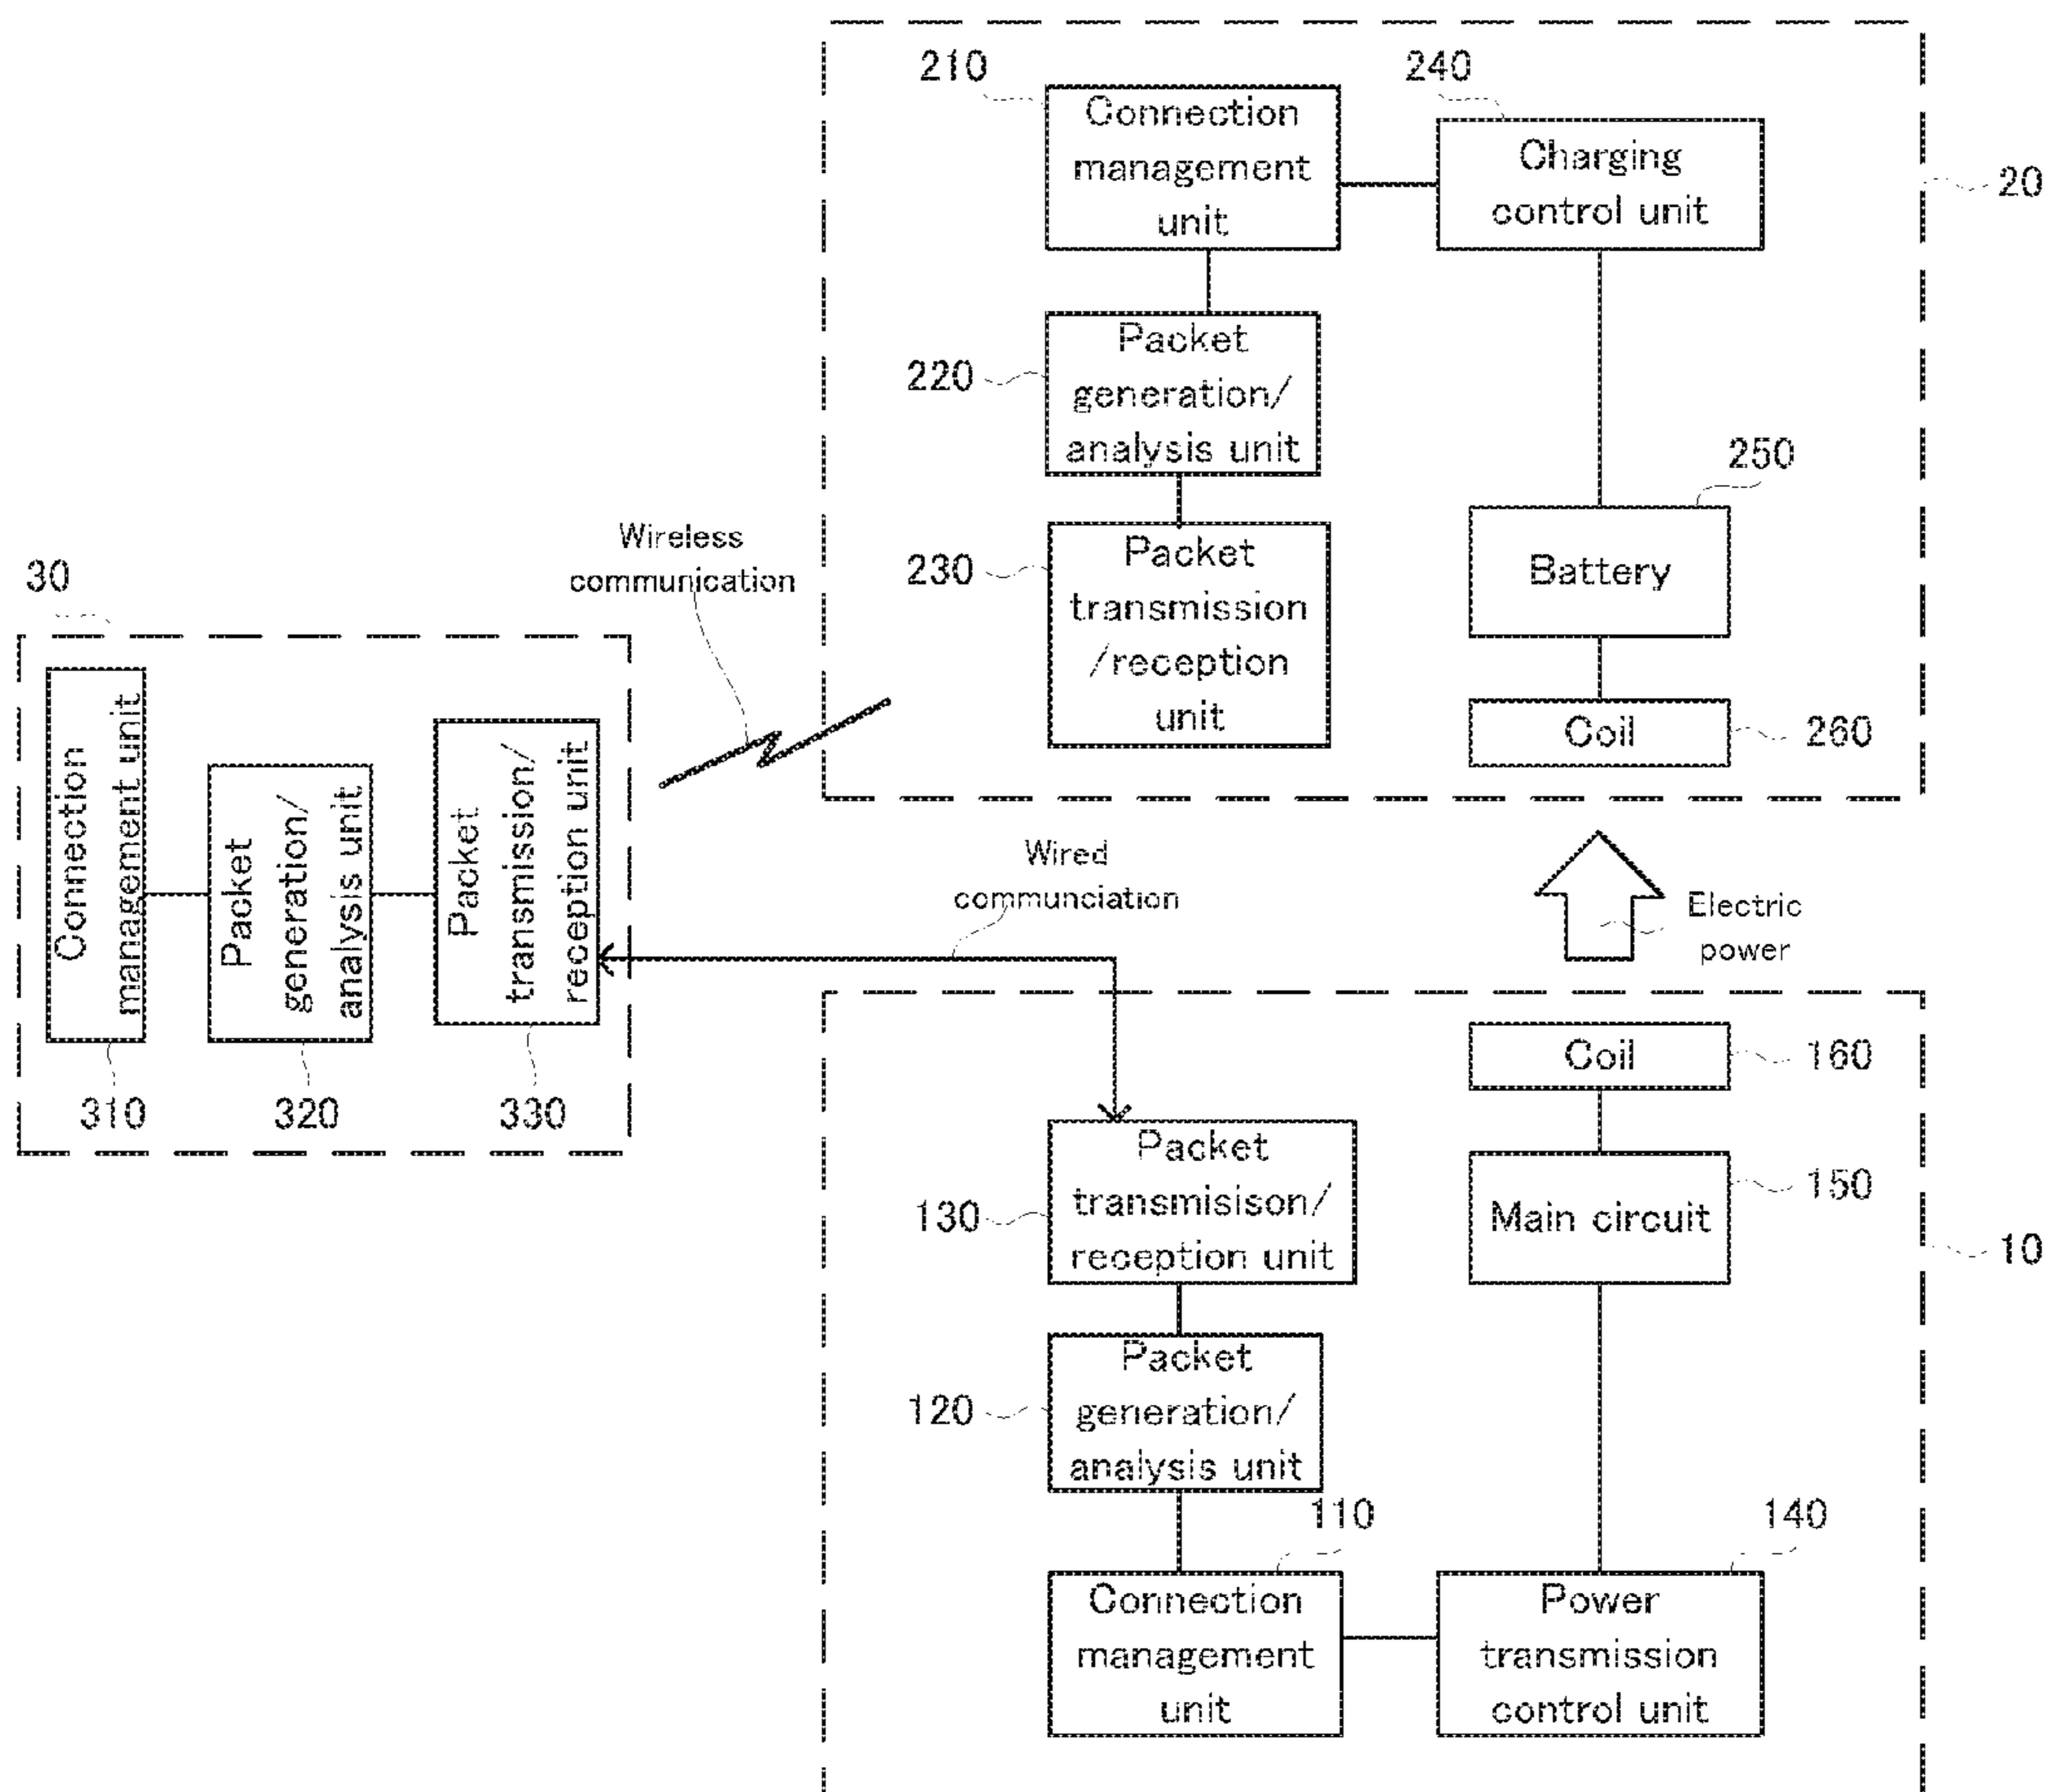 210
240
Connection
management
unit
Charging
control unit
20
Packet
generation/
analysis unit
220
250
Packet
transmission
/reception
unit
230
Battery
Coil
260
Wireless
communication
30
Connection
management unit
Packet
generation/
analysis unit
Packet
transmission/
reception unit
310
320
330
Wired
communciation
Electric
power
Coil
160
Packet
transmisison/
reception unit
130
Main circuit
150
10
Packet
generation/
analysis unit
120
110
140
Connection
management
unit
Power
transmission
control unit